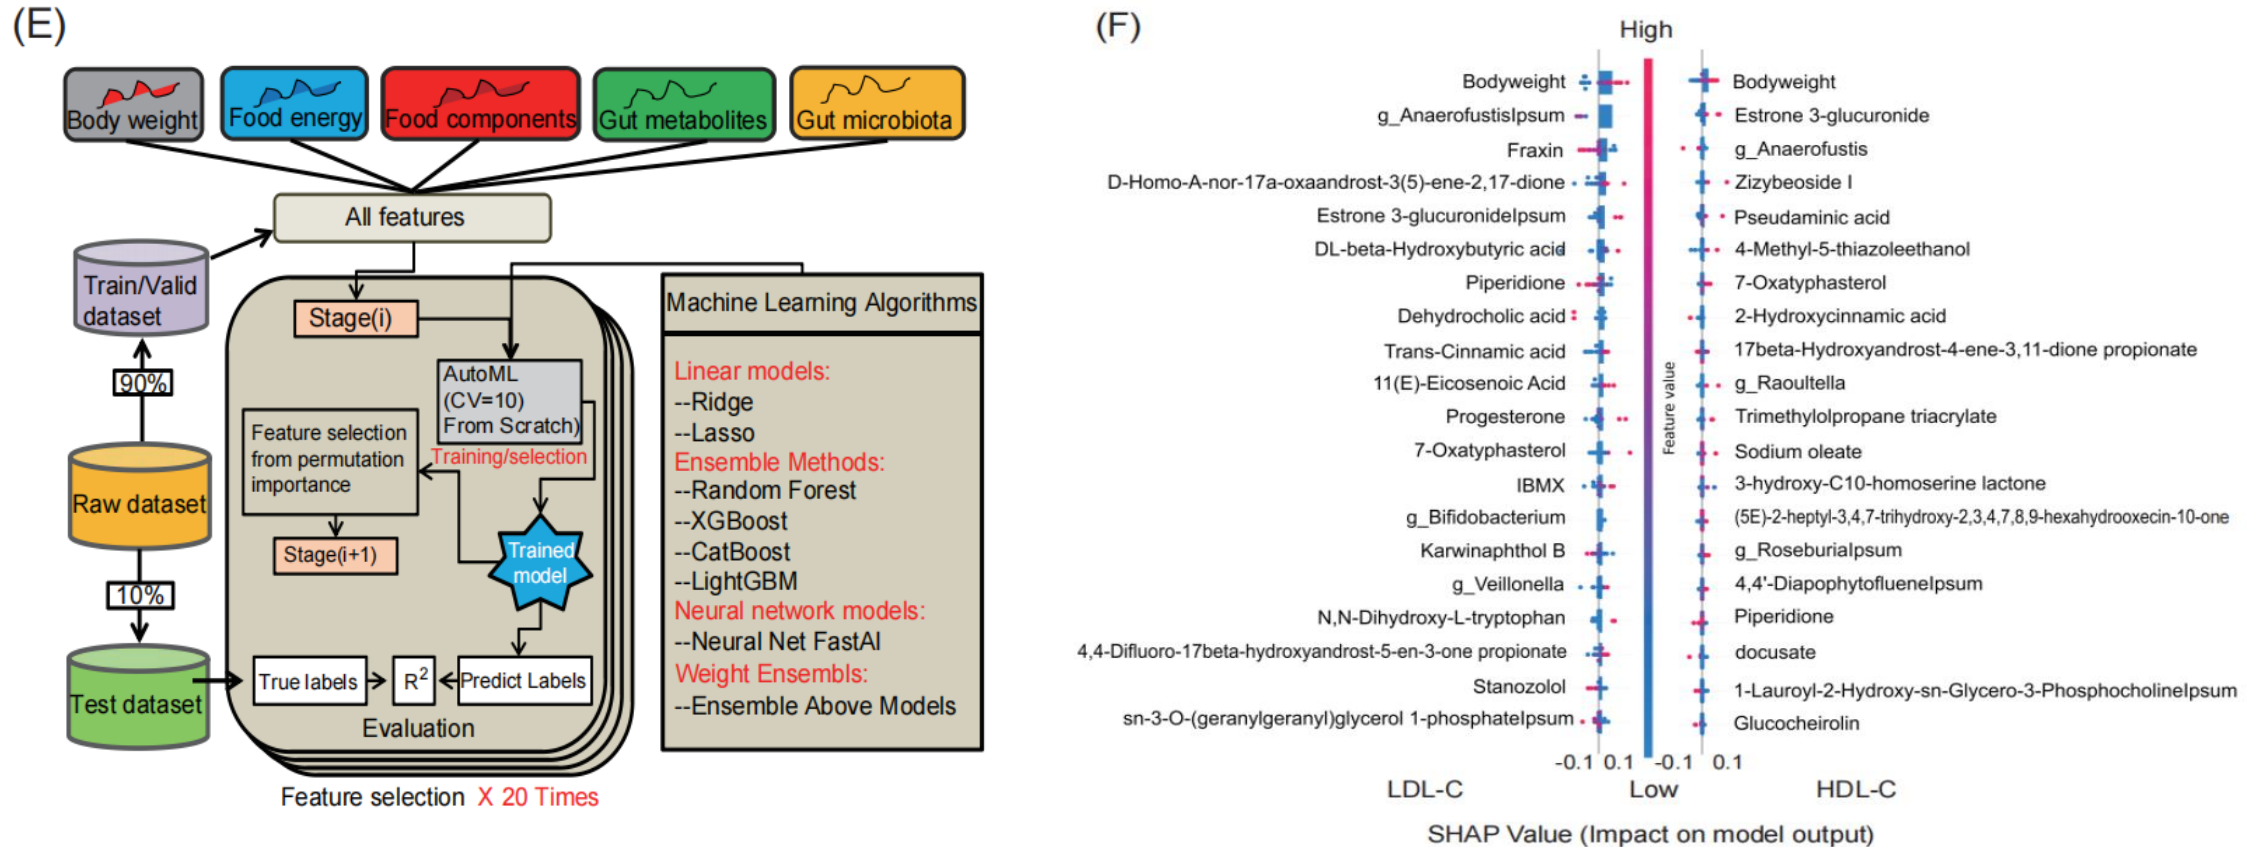 (E)
Body weight
Food energy
Food components
Gut metabolites
Gut microbiota
All features
Train/Valid
dataset
90%
Raw dataset
10%
Test dataset
Stage(i)
AutoML
(CV=10)
From Scratch)
Training/selection
Feature selection
from permutation
importance
Stage(i+1)
Trained
model
True labels
R²
Predict Labels
Evaluation
Feature selection X 20 Times
Machine Learning Algorithms
Linear models:
--Ridge
--Lasso
Ensemble Methods:
--Random Forest
--XGBoost
--CatBoost
--LightGBM
Neural network models:
--Neural Net FastAI
Weight Ensembls:
--Ensemble Above Models
(F)
High
Bodyweight
g_AnaerofustisIpsum
Fraxin
D-Homo-A-nor-17a-oxaandrost-3(5)-ene-2,17-dione
Estrone 3-glucuronideIpsum
DL-beta-Hydroxybutyric acid
Piperidione
Dehydrocholic acid
Trans-Cinnamic acid
11(E)-Eicosenoic Acid
Progesterone
7-Oxatyphasterol
IBMX
g_Bifidobacterium
Karwinaphthol B
g_Veillonella
N,N-Dihydroxy-L-tryptophan
4,4-Difluoro-17beta-hydroxyandrost-5-en-3-one propionate
Stanozolol
sn-3-O-(geranylgeranyl)glycerol 1-phosphateIpsum
Feature value
Bodyweight
Estrone 3-glucuronide
g_Anaerofustis
Zizybeoside I
Pseudaminic acid
4-Methyl-5-thiazoleethanol
7-Oxatyphasterol
2-Hydroxycinnamic acid
17beta-Hydroxyandrost-4-ene-3,11-dione propionate
g_Raoultella
Trimethylolpropane triacrylate
Sodium oleate
3-hydroxy-C10-homoserine lactone
(5E)-2-heptyl-3,4,7-trihydroxy-2,3,4,7,8,9-hexahydrooxecin-10-one
g_RoseburiaIpsum
4,4'-DiapophytoflueneIpsum
Piperidione
docusate
1-Lauroyl-2-Hydroxy-sn-Glycero-3-PhosphocholineIpsum
Glucocheirolin
-0.1 0.1 -0.1 0.1
LDL-C Low HDL-C
SHAP Value (Impact on model output)